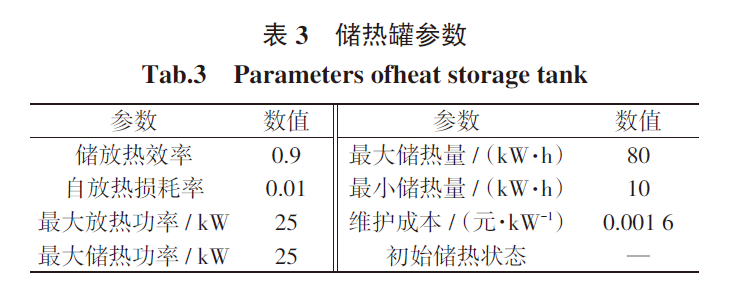 表 3 储热罐参数
Tab.3 Parameters ofheat storage tank
参数 数值 参数 数值
储放热效率 0.9 最大储热量 / (kW·h) 80
自放热损耗率 0.01 最小储热量 / (kW·h) 10
最大放热功率 / kW 25 维护成本 / (元·kW⁻¹) 0.001 6
最大储热功率 / kW 25 初始储热状态 —